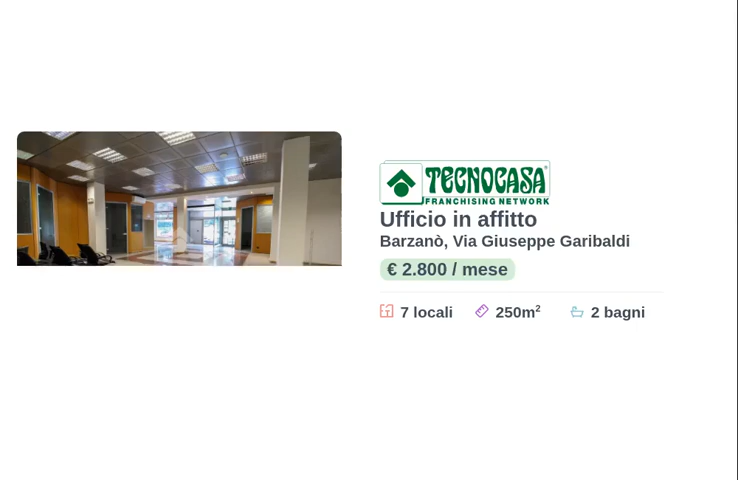 TECNOCASA®
FRANCHISING NETWORK
Ufficio in affitto
Barzanò, Via Giuseppe Garibaldi
€ 2.800 / mese
7 locali 250m² 2 bagni